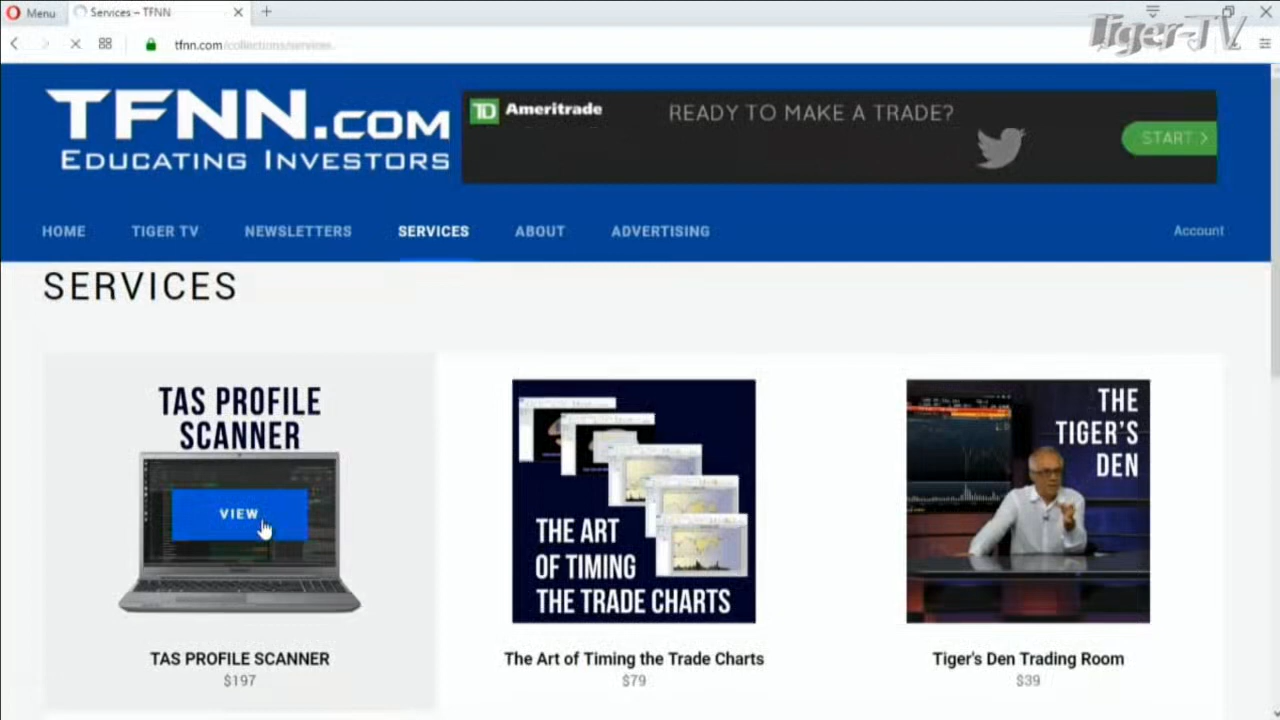 Menu
Services – TFNN
tfnn.com/collections/services
Tiger-TV
TFNN.COM
EDUCATING INVESTORS
TD Ameritrade
READY TO MAKE A TRADE?
START >
HOME
TIGER TV
NEWSLETTERS
SERVICES
ABOUT
ADVERTISING
Account
SERVICES
TAS PROFILE
SCANNER
VIEW
TAS PROFILE SCANNER
$197
THE ART
OF TIMING
THE TRADE CHARTS
The Art of Timing the Trade Charts
$79
THE
TIGER'S
DEN
Tiger's Den Trading Room
$39